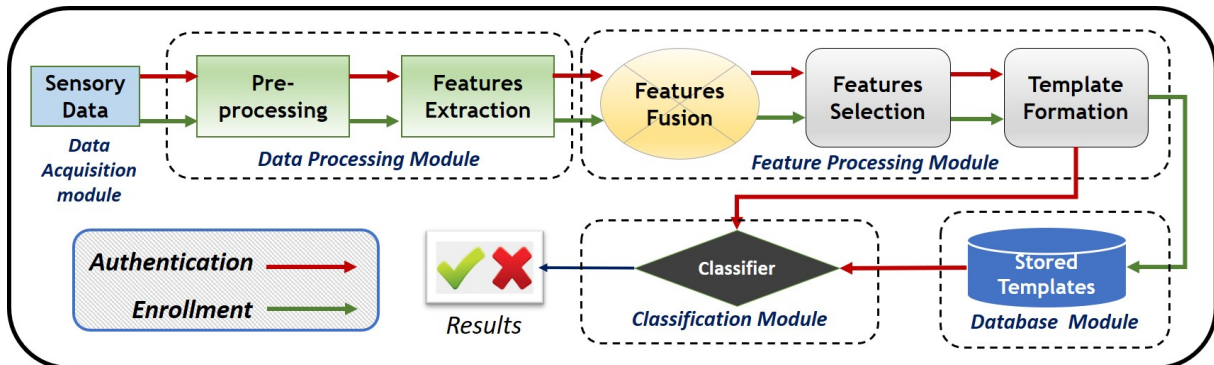 Sensory
Data
Data
Acquisition
module
Pre-
processing
Features
Extraction
Data Processing Module
Features
Fusion
Features
Selection
Template
Formation
Feature Processing Module
Authentication
Enrollment
Results
Classifier
Classification Module
Stored
Templates
Database Module